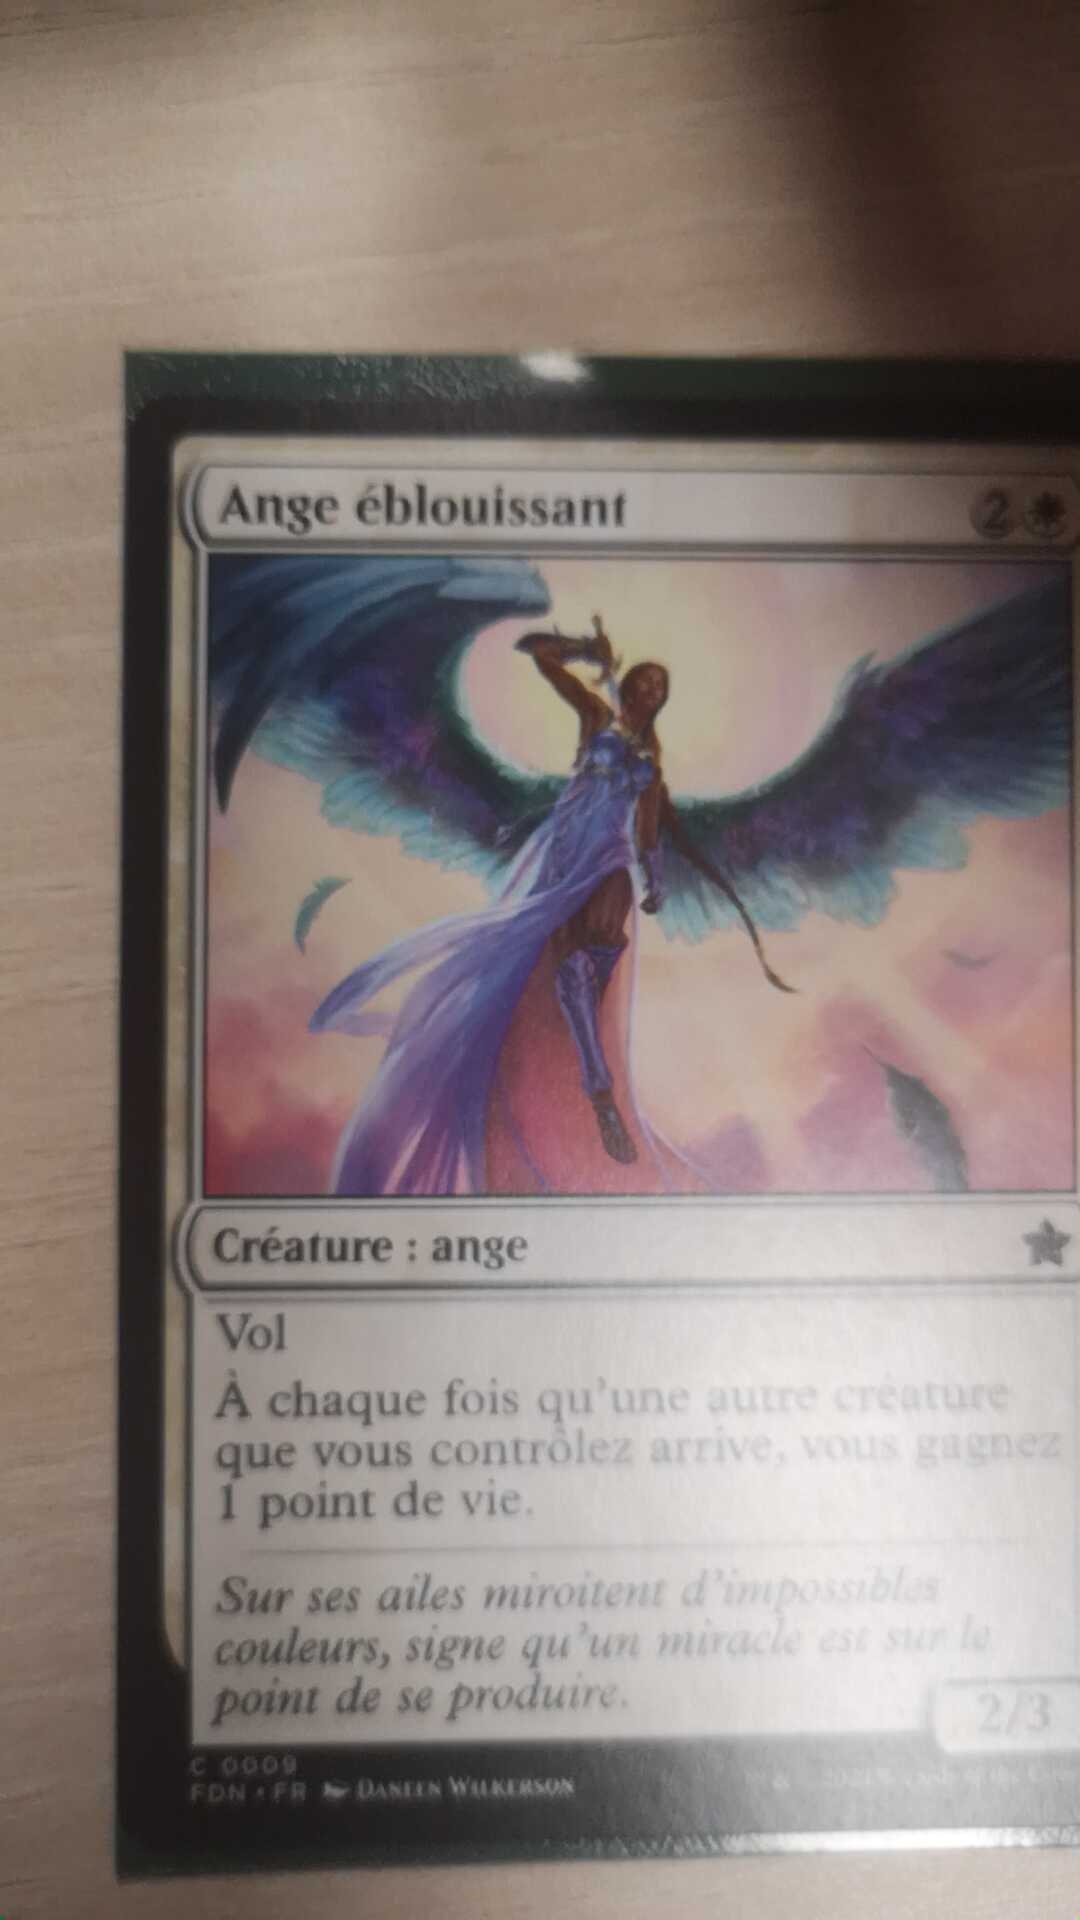 Ange éblouissant 2
Créature : ange
Vol
À chaque fois qu'une autre créature
que vous contrôlez arrive, vous gagnez
1 point de vie.
Sur ses ailes miroitent d'impossibles
couleurs, signe qu'un miracle est sur le
point de se produire.
2/3
C 0009
FDN • FR DANEEN WILKERSON